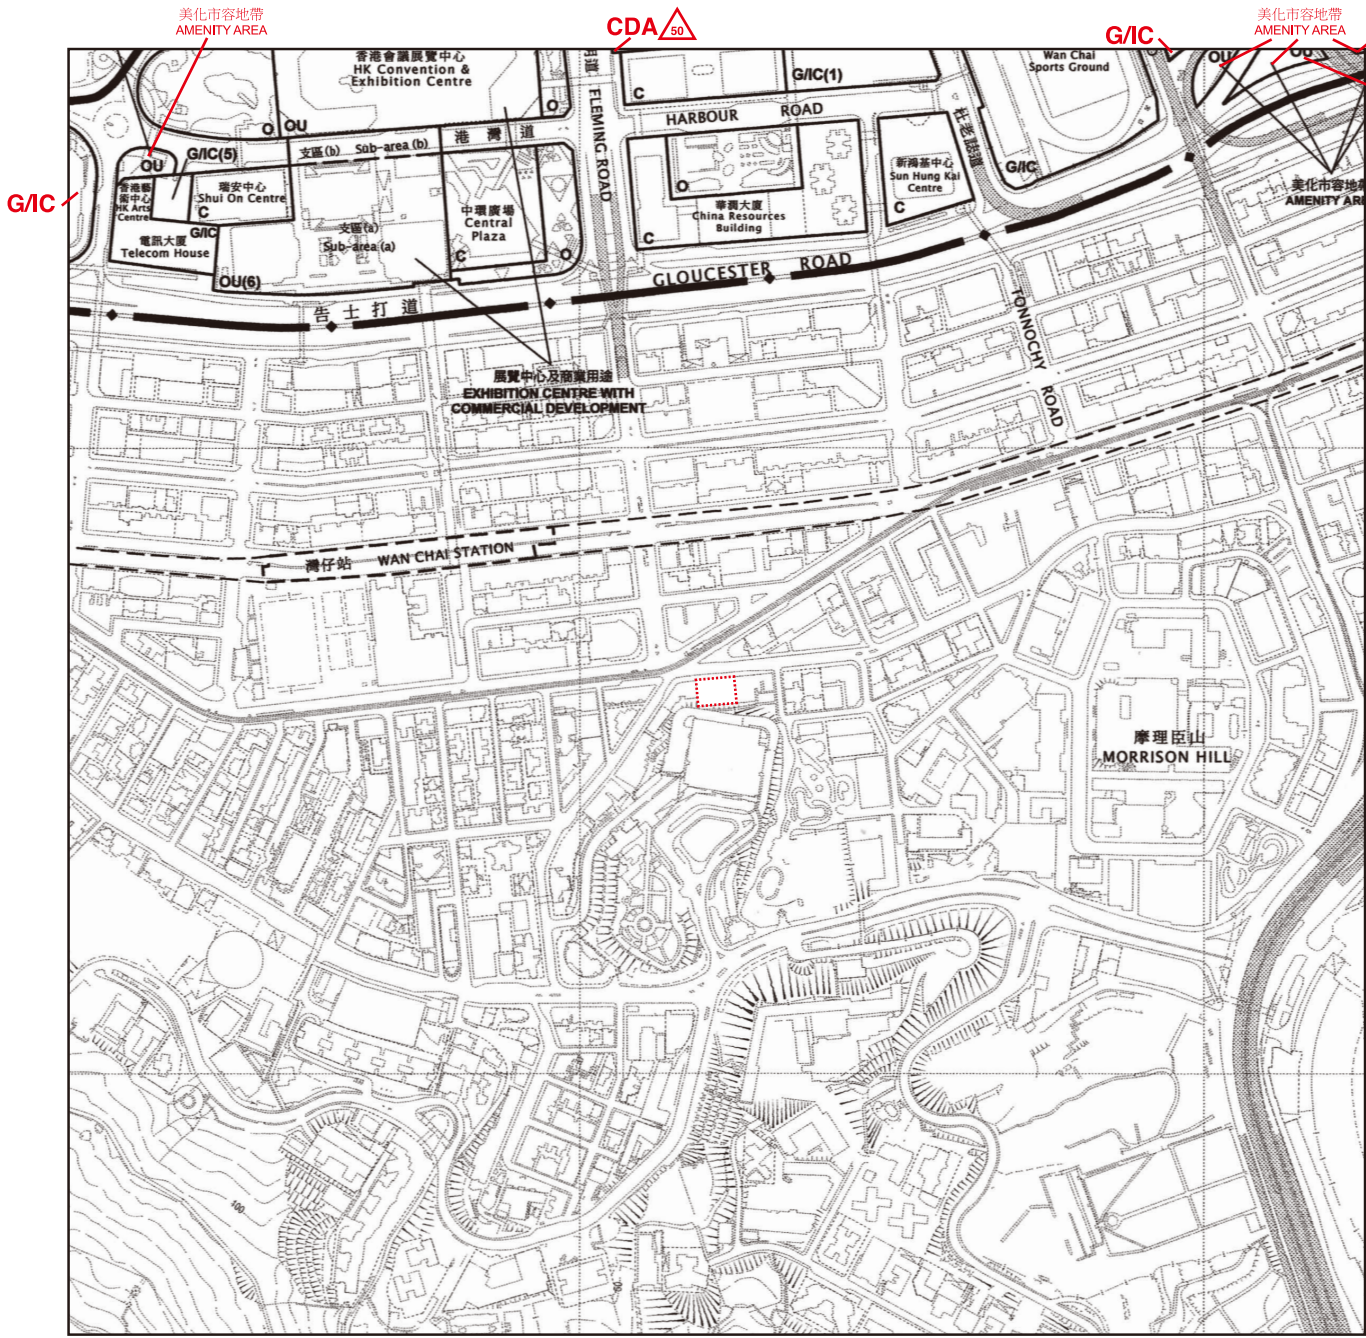 美化市容地帶
AMENITY AREA
CDA 50
G/IC
美化市容地帶
AMENITY AREA
香港會議展覽中心
HK Convention &
Exhibition Centre
O
OU
O
FLEMING ROAD
C
G/IC(1)
Wan Chai
Sports Ground
OU
OU
HARBOUR ROAD
港灣道
支區(b) Sub-area (b)
G/IC(5)
OU
G/IC
香港藝
術中心
HK Arts
Centre
瑞安中心
Shui On Centre
C
G/IC
電訊大廈
Telecom House
OU(6)
支區(a)
Sub-area (a)
中環廣場
Central
Plaza
C
O
O
華潤大廈
China Resources
Building
C
新鴻基中心
Sun Hung Kai
Centre
C
杜老誌道
G/IC
美化市容地帶
AMENITY ARE
告士打道
GLOUCESTER ROAD
TONNOCHY ROAD
展覽中心及商業用途
EXHIBITION CENTRE WITH
COMMERCIAL DEVELOPMENT
灣仔站 WAN CHAI STATION
摩理臣山
MORRISON HILL
100
50